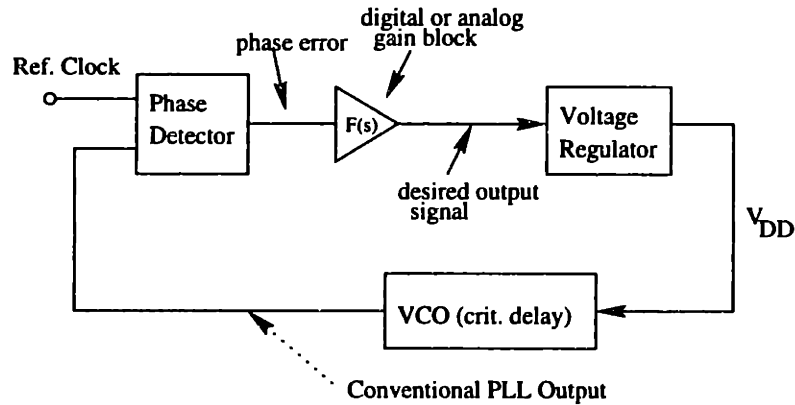 digital or analog
gain block
phase error
Ref. Clock
Phase
Detector
F(s)
Voltage
Regulator
desired output
signal
VDD
VCO (crit. delay)
Conventional PLL Output